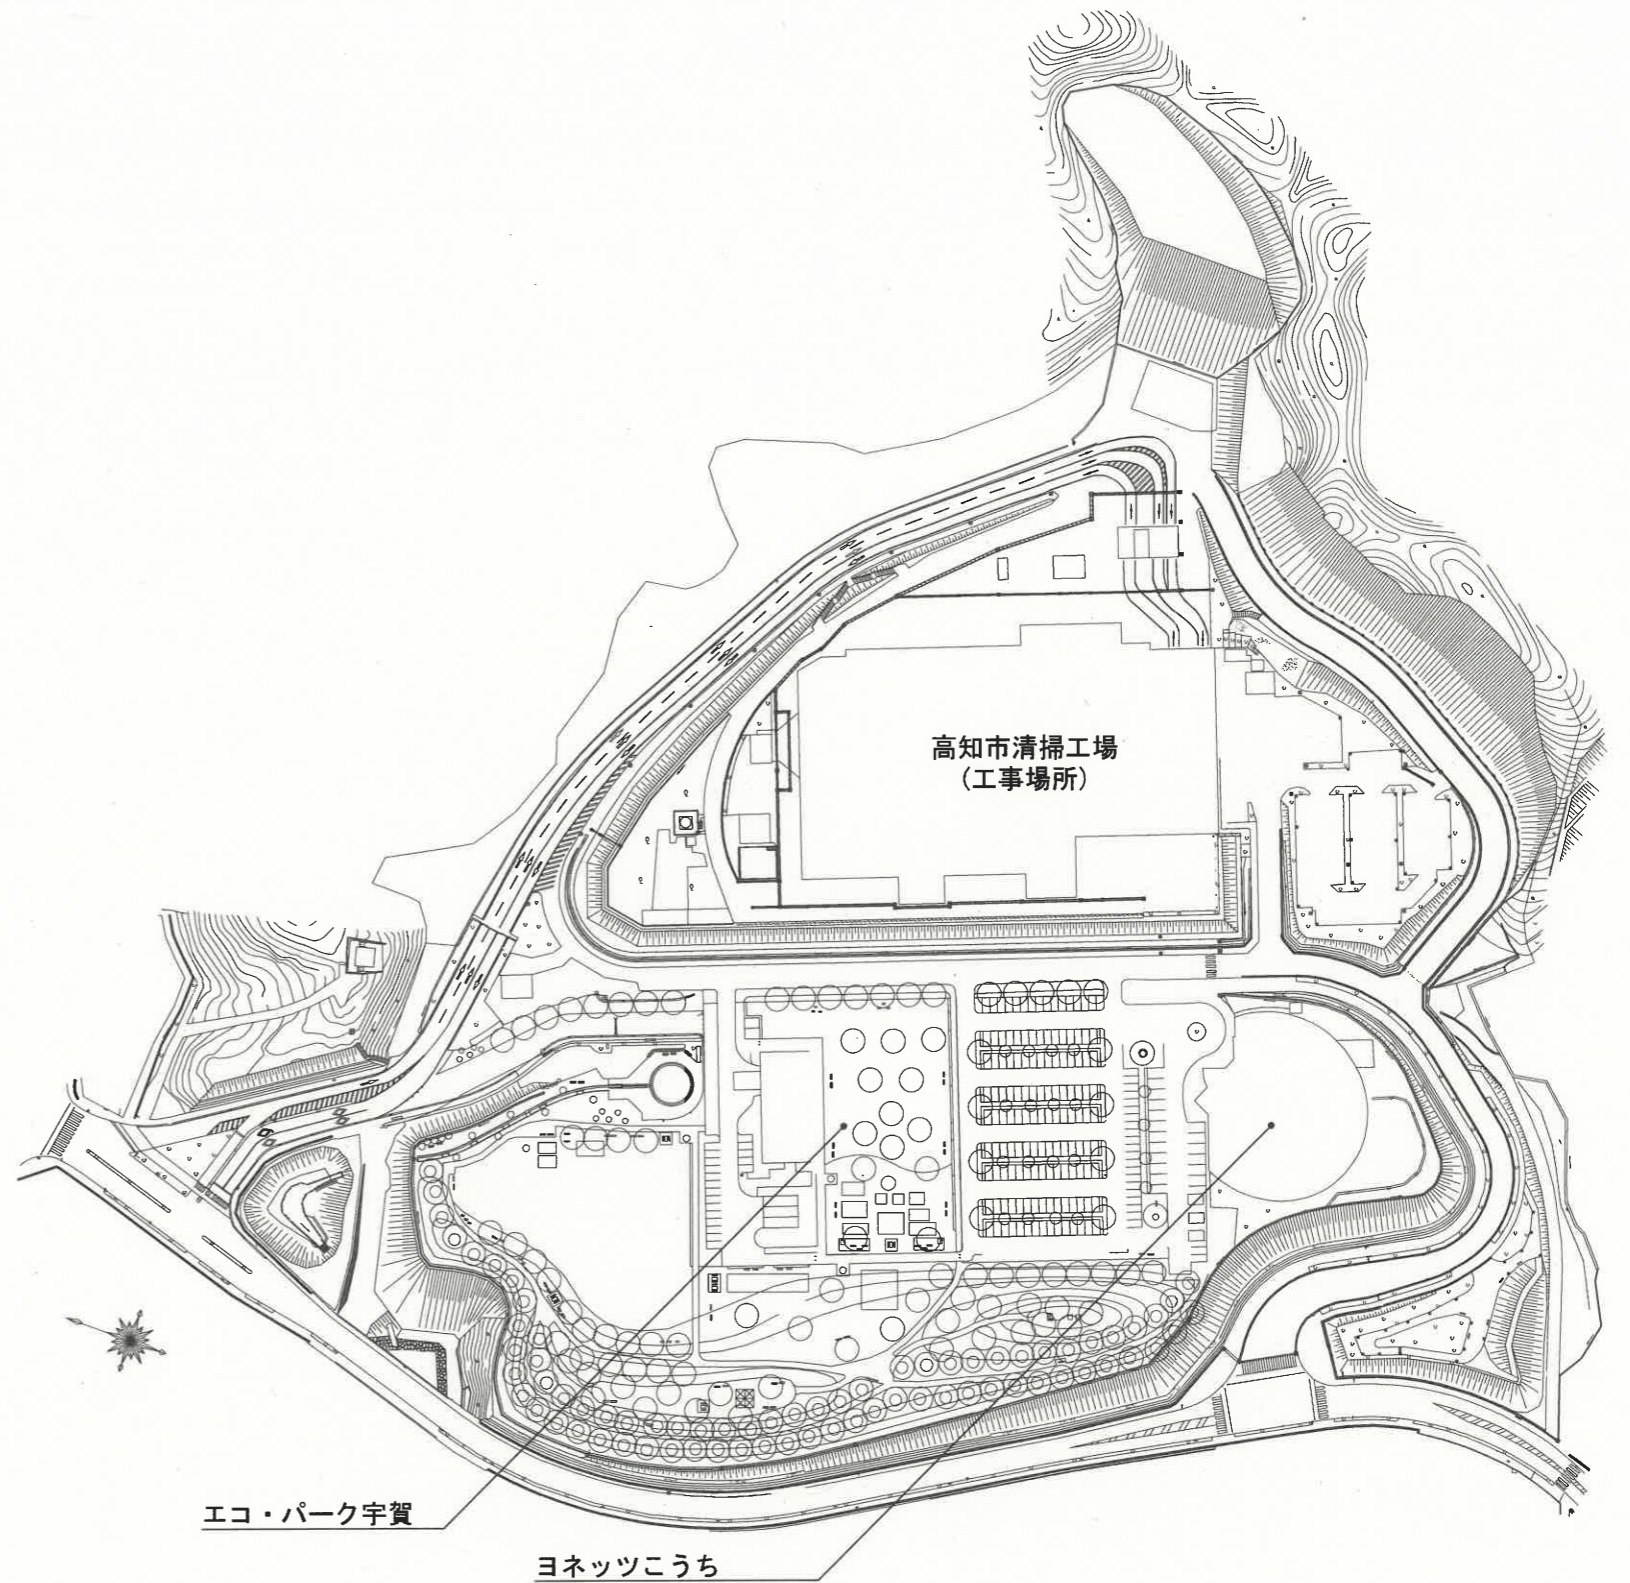 高知市清掃工場
(工事場所)
エコ・パーク宇賀
ヨネッツこうち